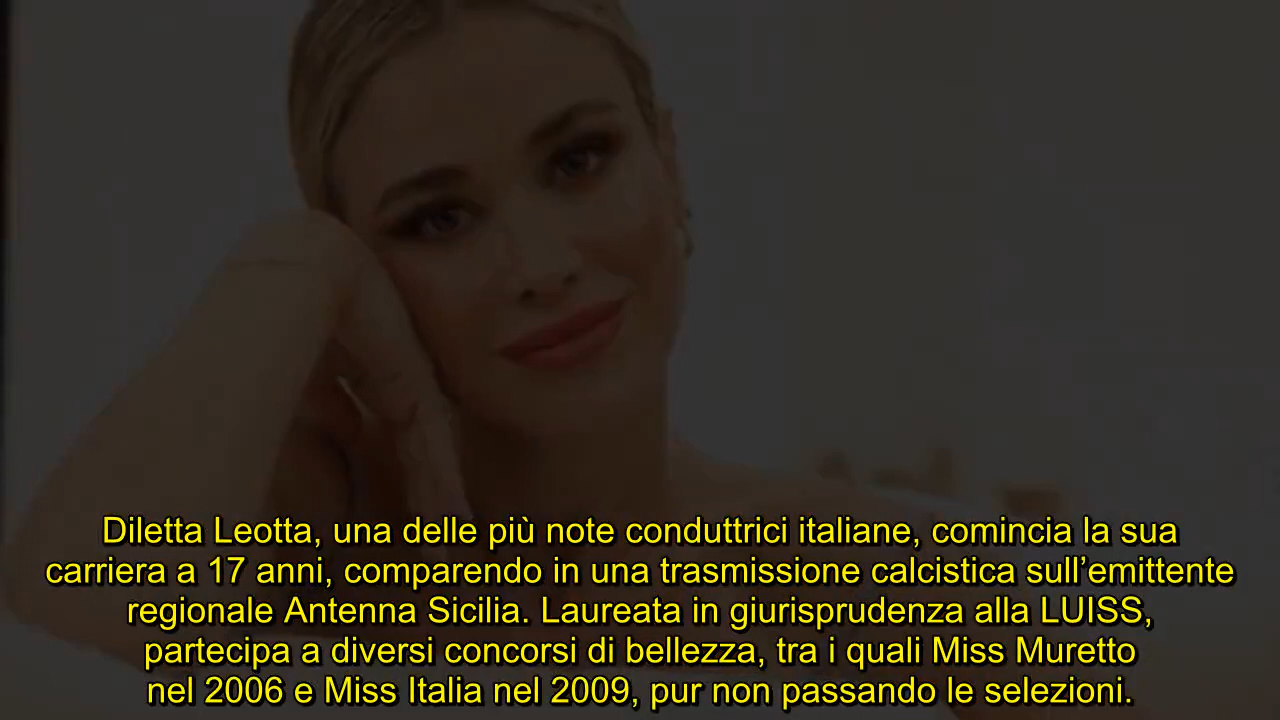 Diletta Leotta, una delle più note conduttrici italiane, comincia la sua
carriera a 17 anni, comparendo in una trasmissione calcistica sull’emittente
regionale Antenna Sicilia. Laureata in giurisprudenza alla LUISS,
partecipa a diversi concorsi di bellezza, tra i quali Miss Muretto
nel 2006 e Miss Italia nel 2009, pur non passando le selezioni.